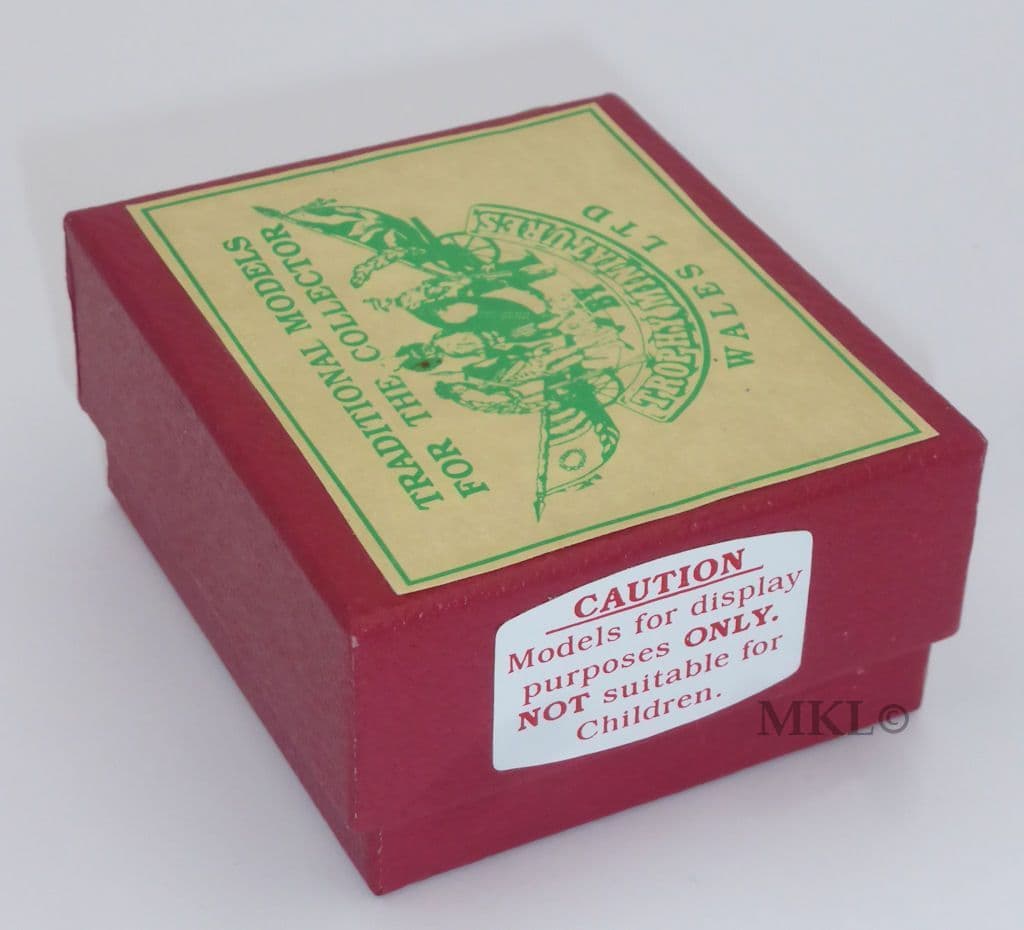 TRADITIONAL MODELS
FOR THE COLLECTOR
BY
TROPHY MINIATURES
WALES LTD
CAUTION
Models for display
purposes ONLY.
NOT suitable for
Children.
MKL©